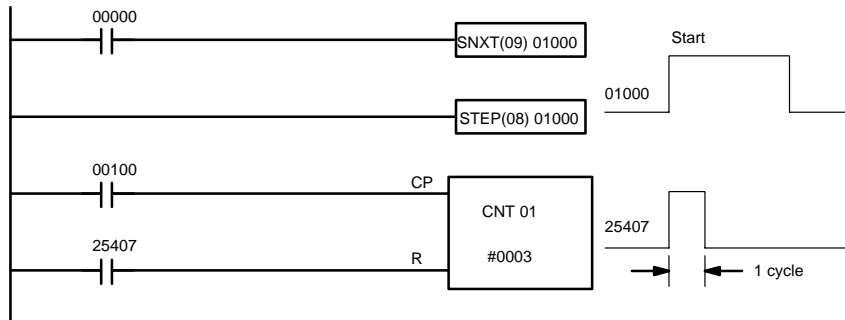 00000
SNXT(09) 01000
Start
01000
STEP(08) 01000
00100
CP
CNT 01
25407
25407
R
#0003
1 cycle